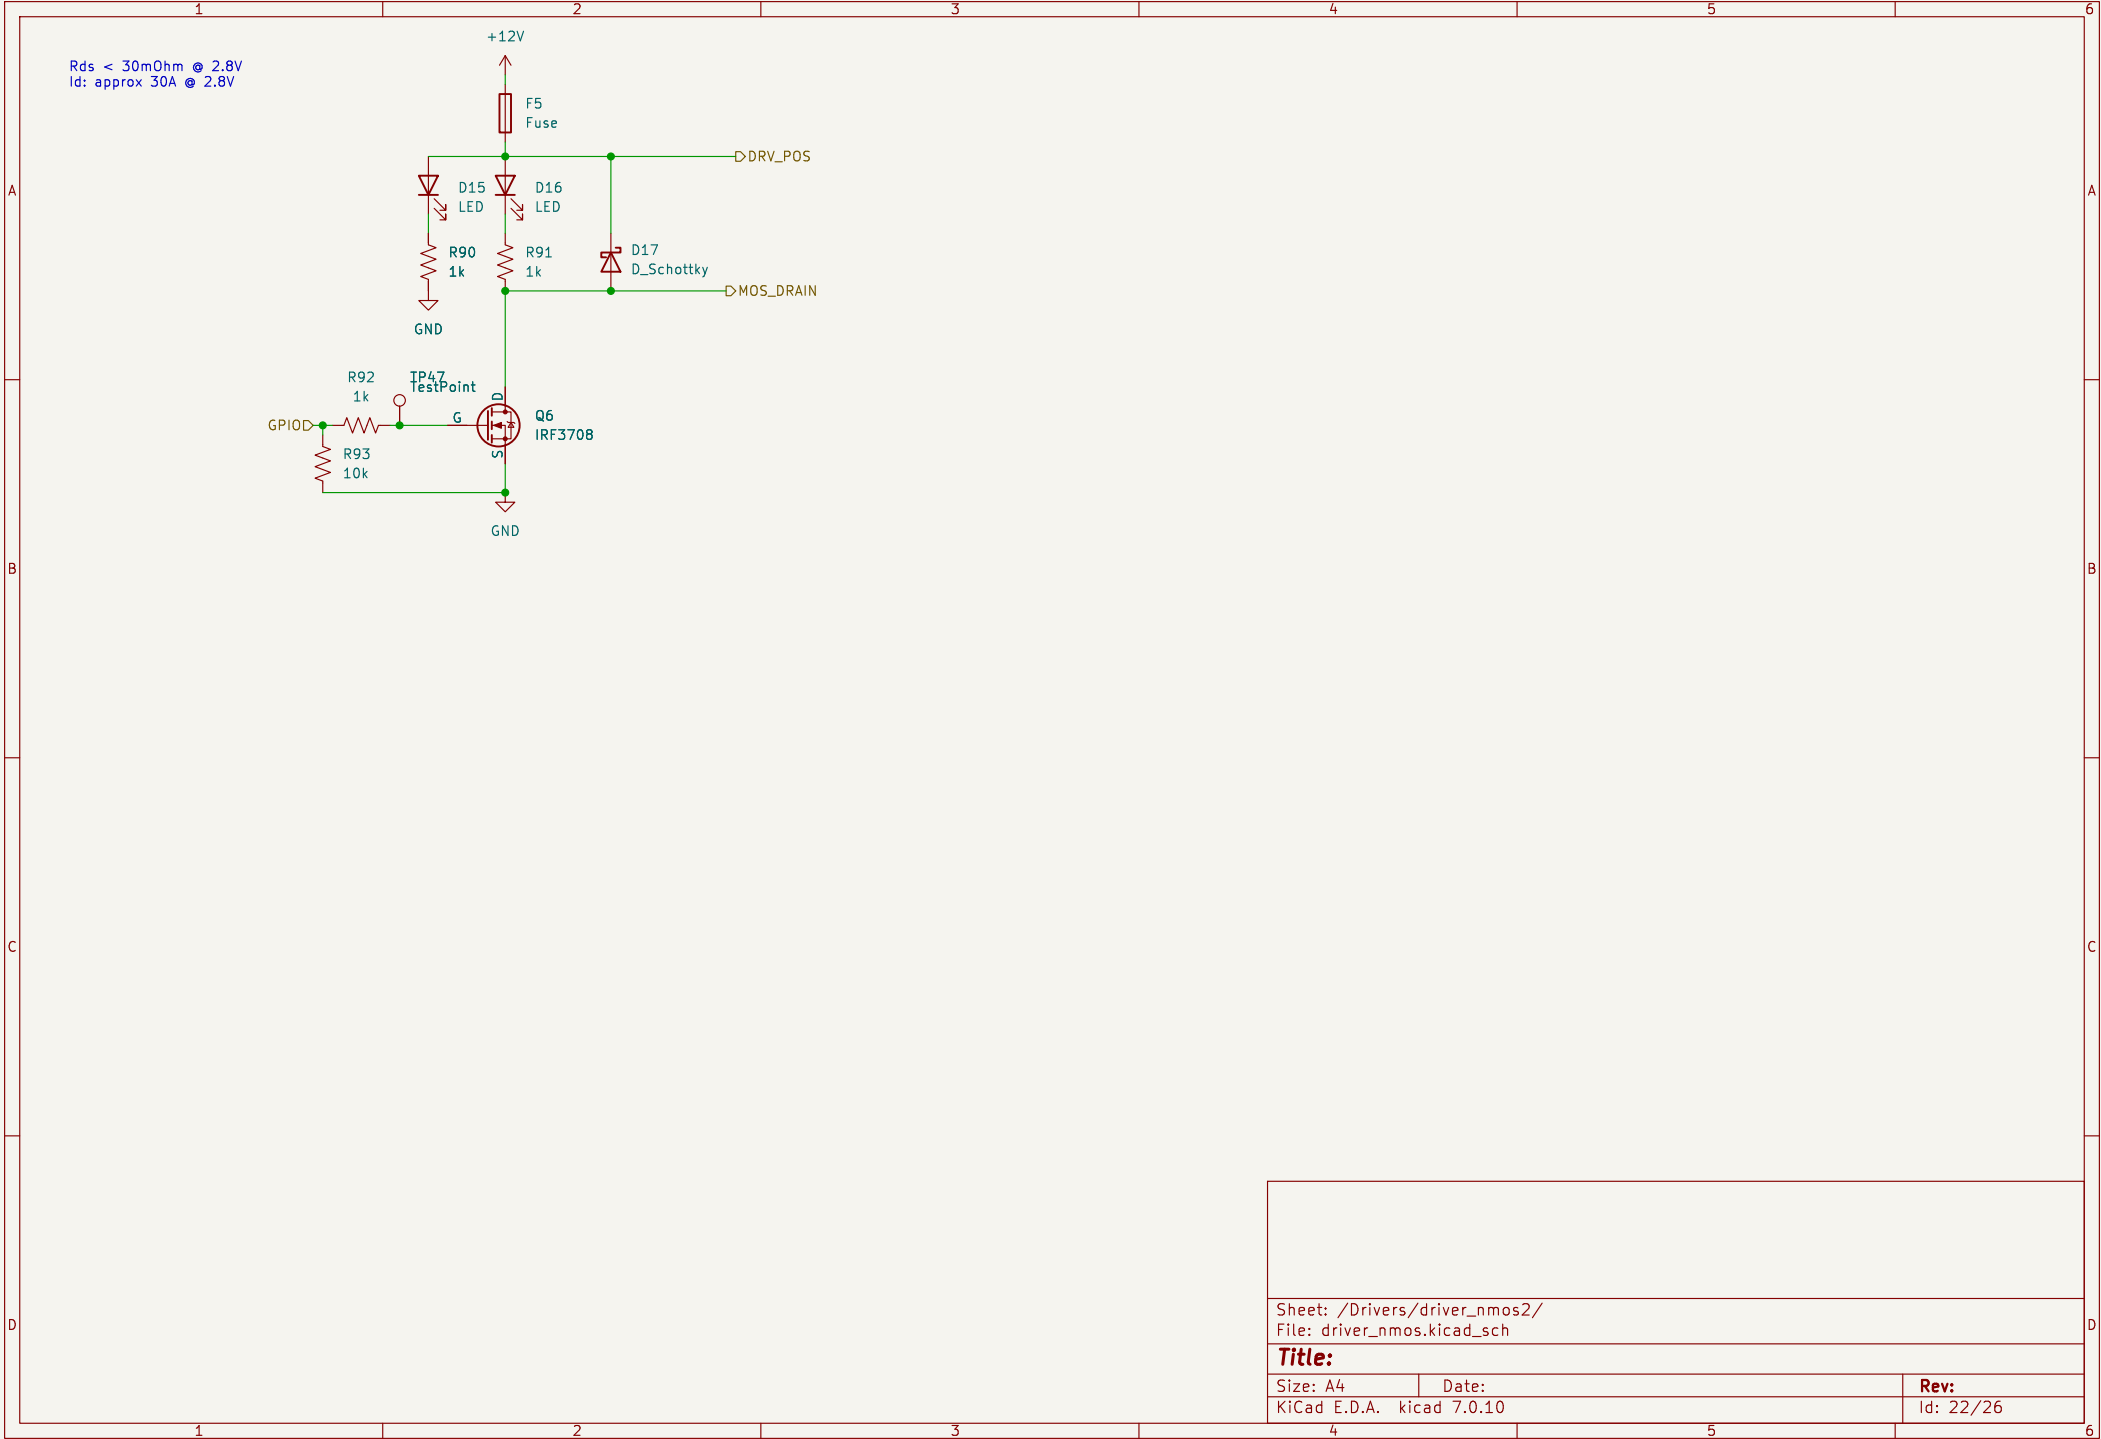 1 2 3 4 5 6
+12V
Rds < 30mOhm @ 2.8V
Id: approx 30A @ 2.8V
F5
Fuse
DRV_POS
A A
D15
LED
D16
LED
R90
1k
R91
1k
D17
D_Schottky
MOS_DRAIN
GND
R92
1k
TP47
TestPoint
D
G
S
GPIO
Q6
IRF3708
R93
10k
GND
B B
C C
D D
Sheet: /Drivers/driver_nmos2/
File: driver_nmos.kicad_sch
Title:
Size: A4 Date: Rev:
KiCad E.D.A. kicad 7.0.10 Id: 22/26
1 2 3 4 5 6